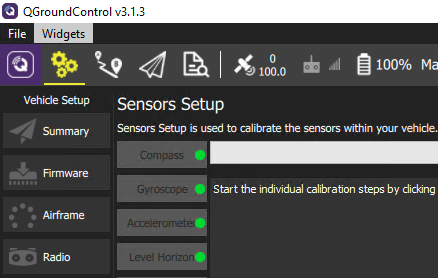 QGroundControl v3.1.3
File Widgets
0
100.0
100%
Vehicle Setup
Summary
Firmware
Airframe
Radio
Sensors Setup
Sensors Setup is used to calibrate the sensors within your vehicle.
Compass
Gyroscope
Accelerometer
Level Horizon
Start the individual calibration steps by clicking